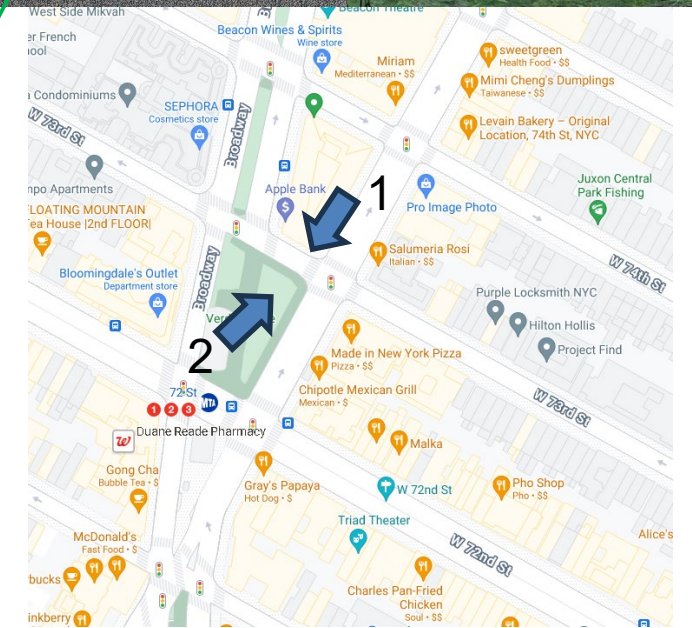 West Side Mikvah
Beacon Theatre
Beacon Wines & Spirits
Wine store
er French
ool
Miriam
Mediterranean • $$
sweetgreen
Health Food • $$
Mimi Cheng's Dumplings
Taiwanese • $$
Condominiums
SEPHORA
Cosmetics store
Broadway
Levain Bakery – Original
Location, 74th St, NYC
W 73rd St
1
npo Apartments
Apple Bank
Pro Image Photo
Juxon Central
Park Fishing
LOATING MOUNTAIN
ea House |2nd FLOOR|
Salumeria Rosi
Italian • $$
W 74th St
Bloomingdale's Outlet
Department store
Broadway
Purple Locksmith NYC
Hilton Hollis
Project Find
Ver
e
2
Made in New York Pizza
Pizza • $$
72 St
1 2 3
MTA
Chipotle Mexican Grill
Mexican • $
W 73rd St
Duane Reade Pharmacy
Malka
Gong Cha
Bubble Tea • $
Gray's Papaya
Hot Dog • $
W 72nd St
Pho Shop
Pho • $$
McDonald's
Fast Food • $
Triad Theater
Alice's
W 72nd St
rbucks
Charles Pan-Fried
Chicken
Soul • $$
inkberry